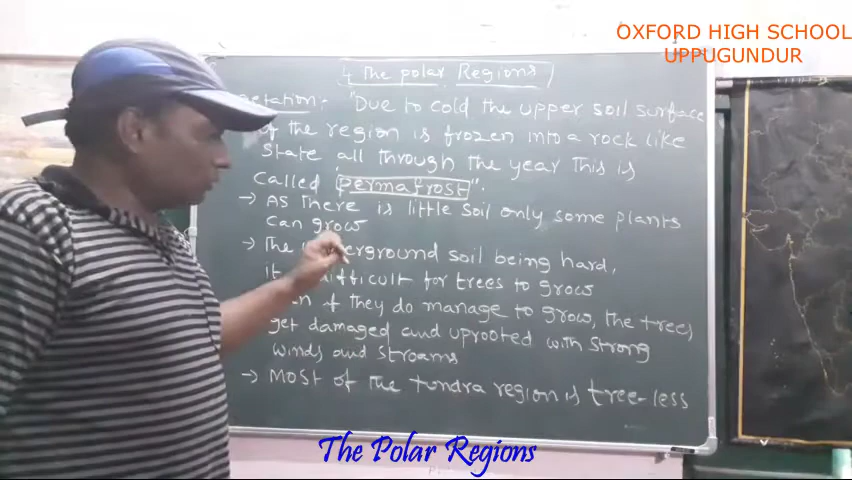 OXFORD HIGH SCHOOL
UPPUGUNDUR
4 The polar Regions
etation:- "Due to cold the upper soil surface
of the region is frozen into a rock like
state all through the year This is
Called "Permafrost".
→ As there is little soil only some plants
Can grow
→ The erground soil being hard,
it difficult for trees to grow
if they do manage to grow, the trees
get damaged and uprooted with strong
winds and stroams
→ Most of the tundra region is tree-less
The Polar Regions